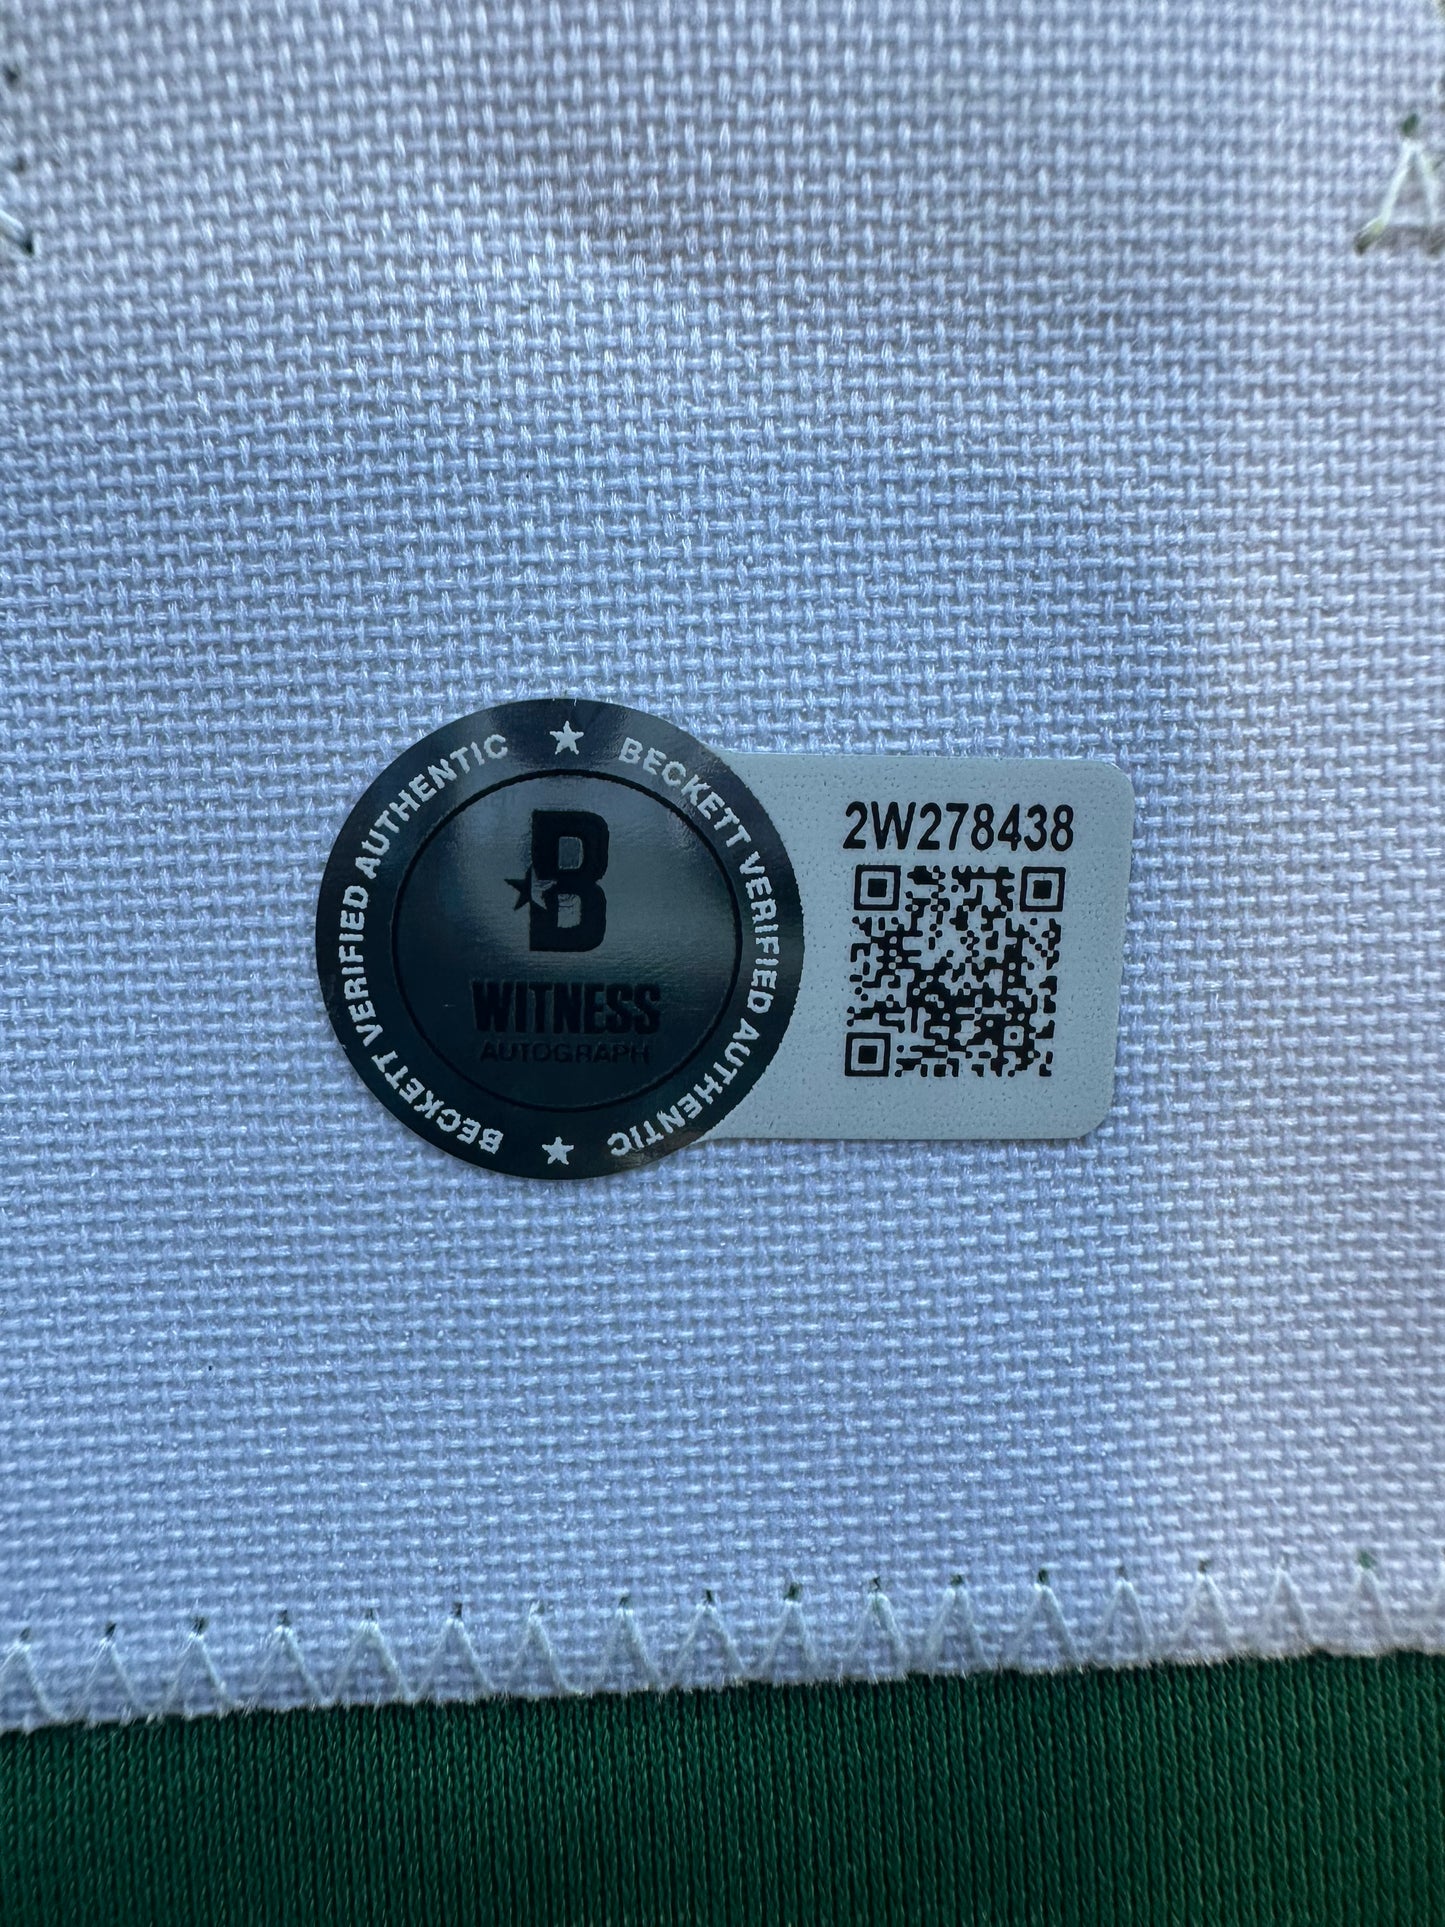 BECKETT VERIFIED AUTHENTIC ★ BECKETT VERIFIED AUTHENTIC ★
B
WITNESS
AUTOGRAPH
2W278438